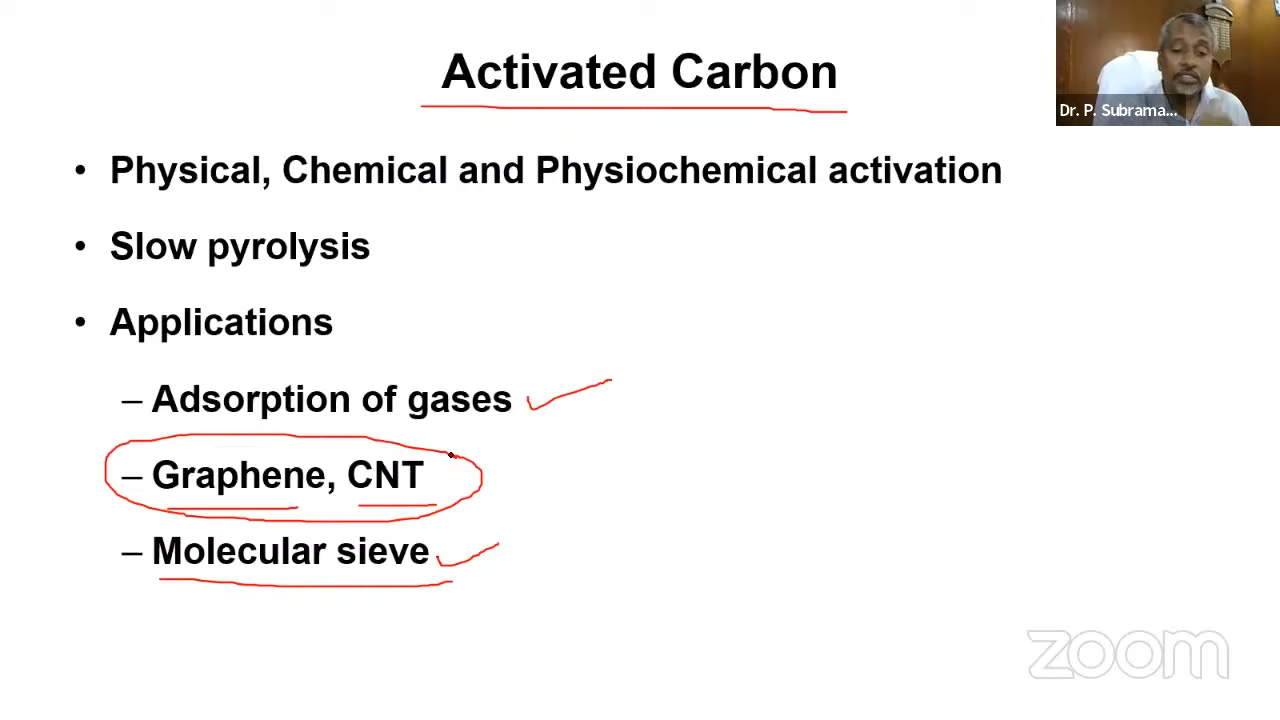 Activated Carbon
Dr. P. Subrama...
• Physical, Chemical and Physiochemical activation
• Slow pyrolysis
• Applications
– Adsorption of gases
– Graphene, CNT
– Molecular sieve
zoom